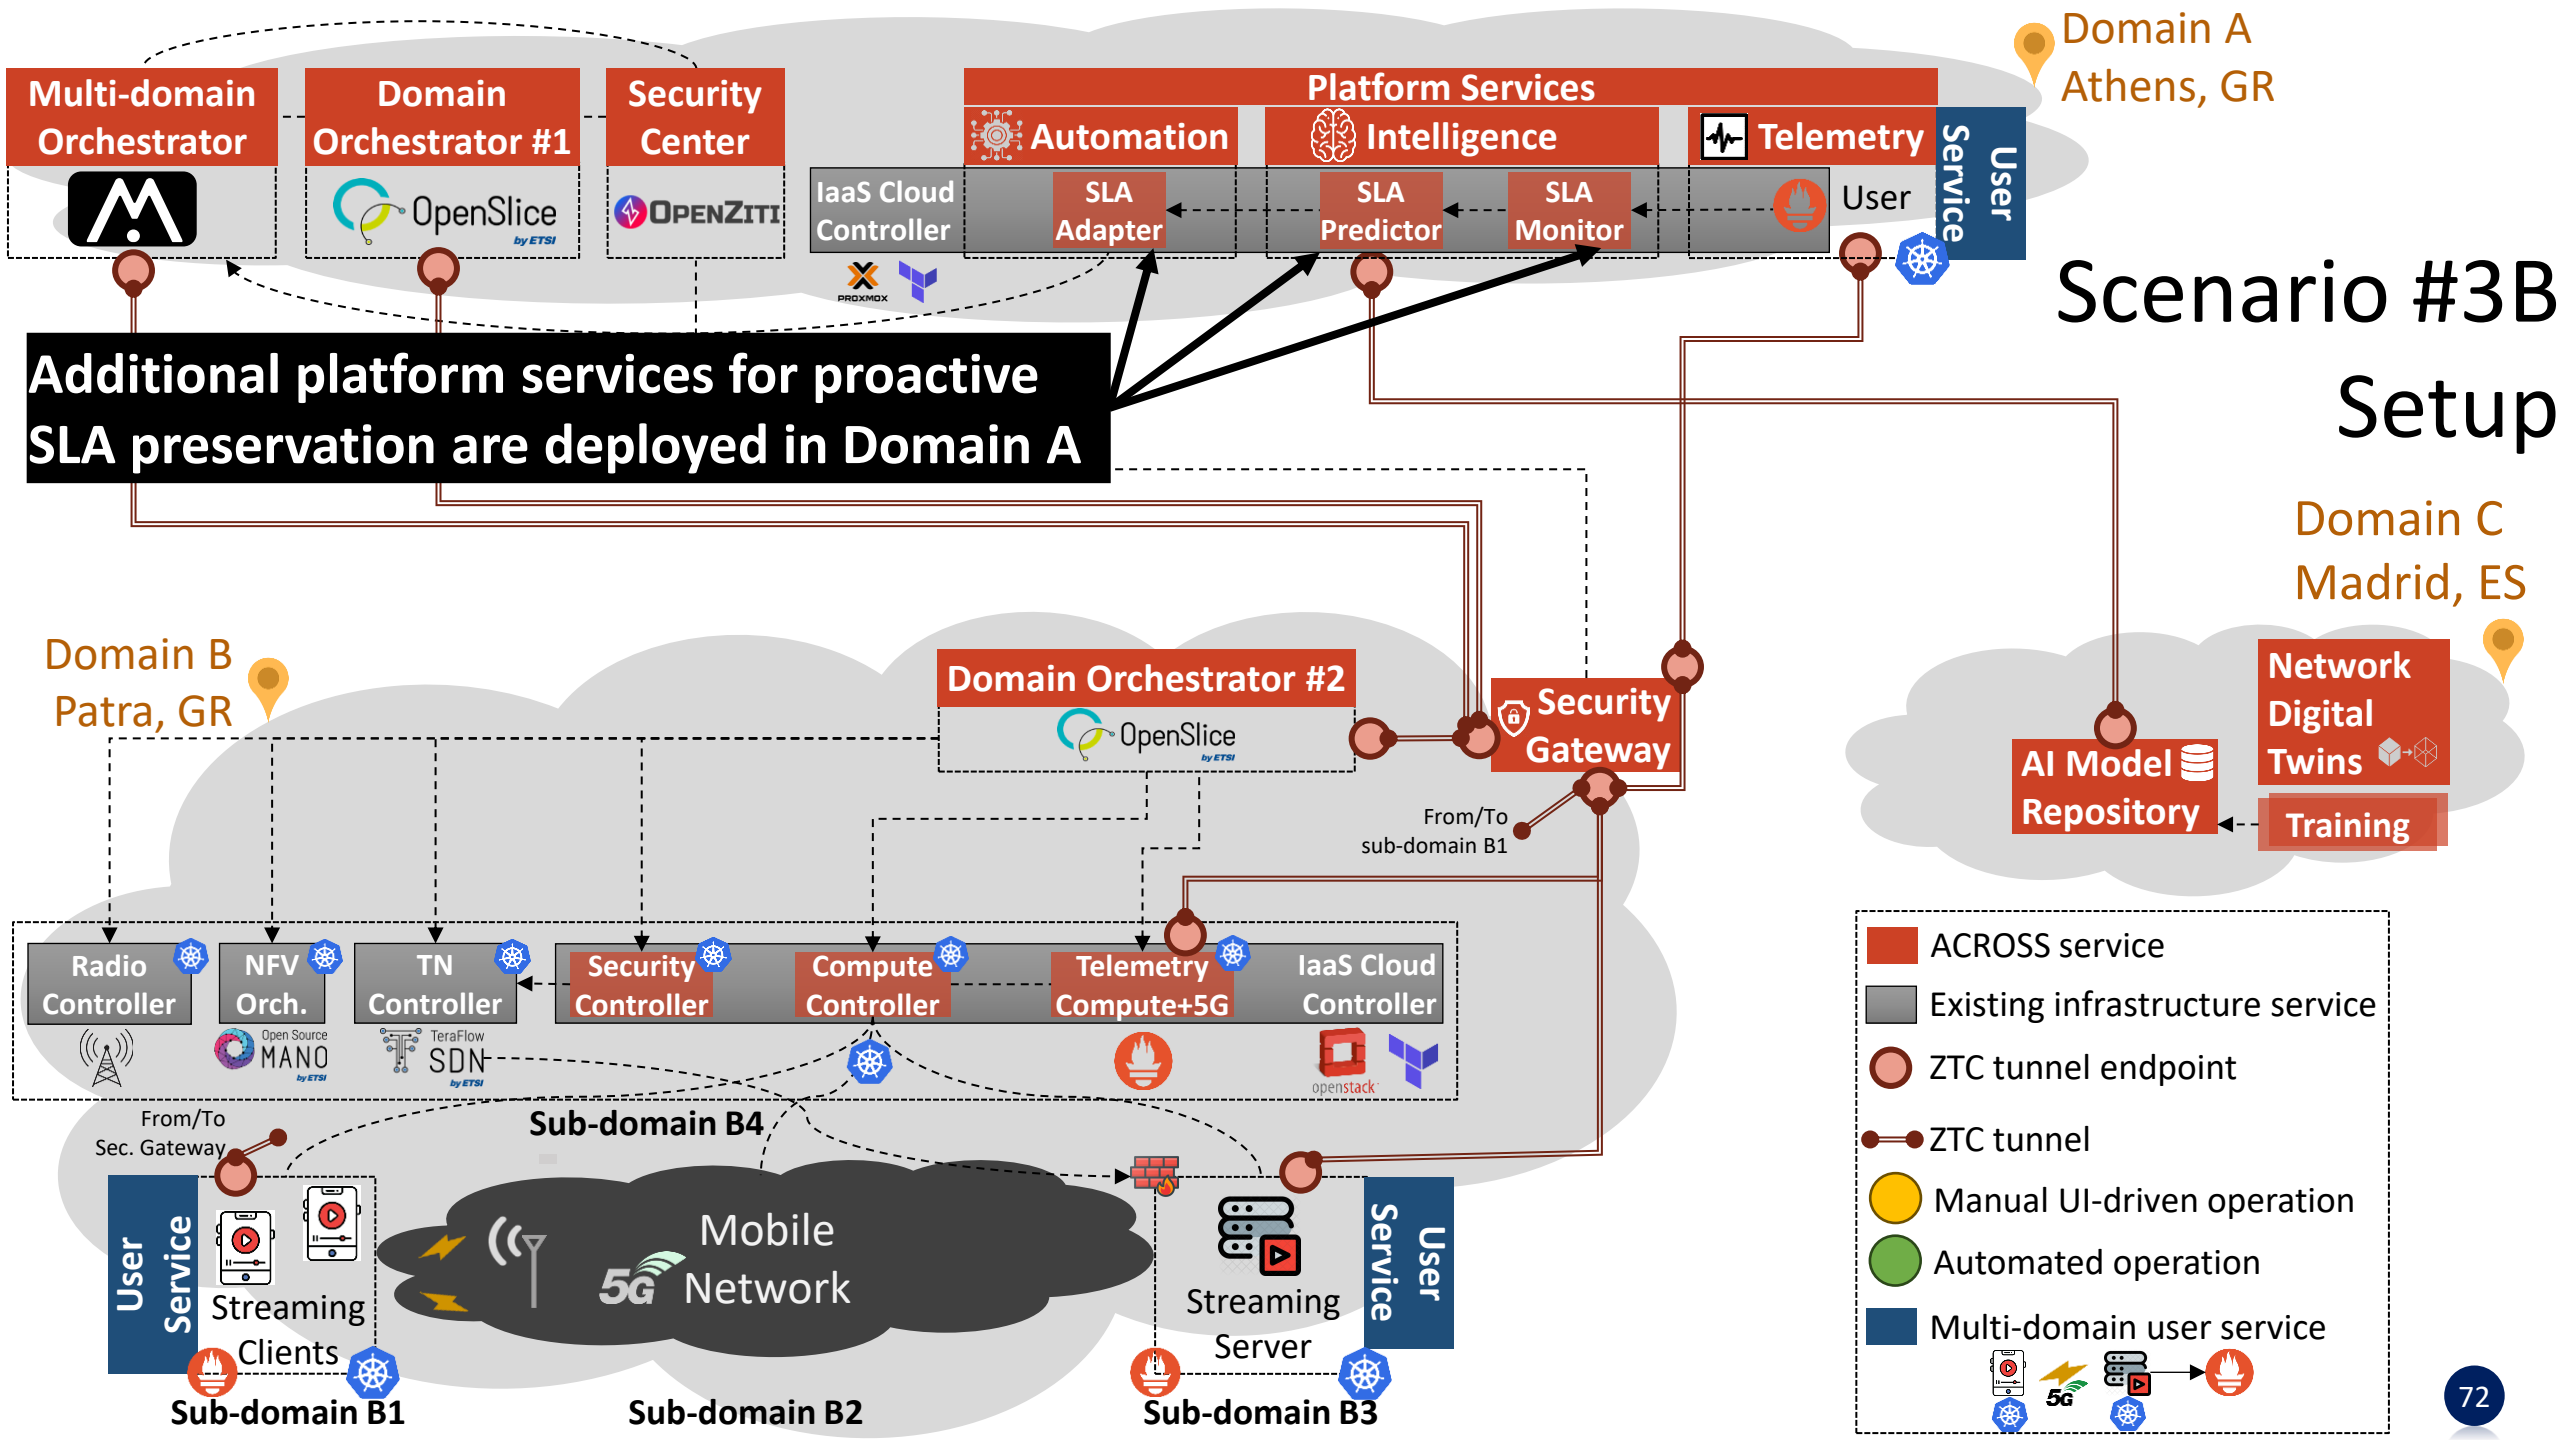 Domain A
Athens, GR
Multi-domain
Orchestrator
Domain
Orchestrator #1
Security
Center
Platform Services
Automation
Intelligence
Telemetry
User
Service
OpenSlice
by ETSI
OPENZITI
IaaS Cloud
Controller
SLA
Adapter
SLA
Predictor
SLA
Monitor
User
PROXMOX
Scenario #3B
Setup
Additional platform services for proactive
SLA preservation are deployed in Domain A
Domain C
Madrid, ES
Domain B
Patra, GR
Domain Orchestrator #2
OpenSlice
by ETSI
Security
Gateway
Network
Digital
Twins
AI Model
Repository
Training
From/To
sub-domain B1
Radio
Controller
NFV
Orch.
TN
Controller
Security
Controller
Compute
Controller
Telemetry
Compute+5G
IaaS Cloud
Controller
Open Source
MANO
by ETSI
TeraFlow
SDN
by ETSI
openstack
Sub-domain B4
From/To
Sec. Gateway
User
Service
Streaming
Clients
Sub-domain B1
Mobile
5G Network
Sub-domain B2
Streaming
Server
User
Service
Sub-domain B3
ACROSS service
Existing infrastructure service
ZTC tunnel endpoint
ZTC tunnel
Manual UI-driven operation
Automated operation
Multi-domain user service
5G
72